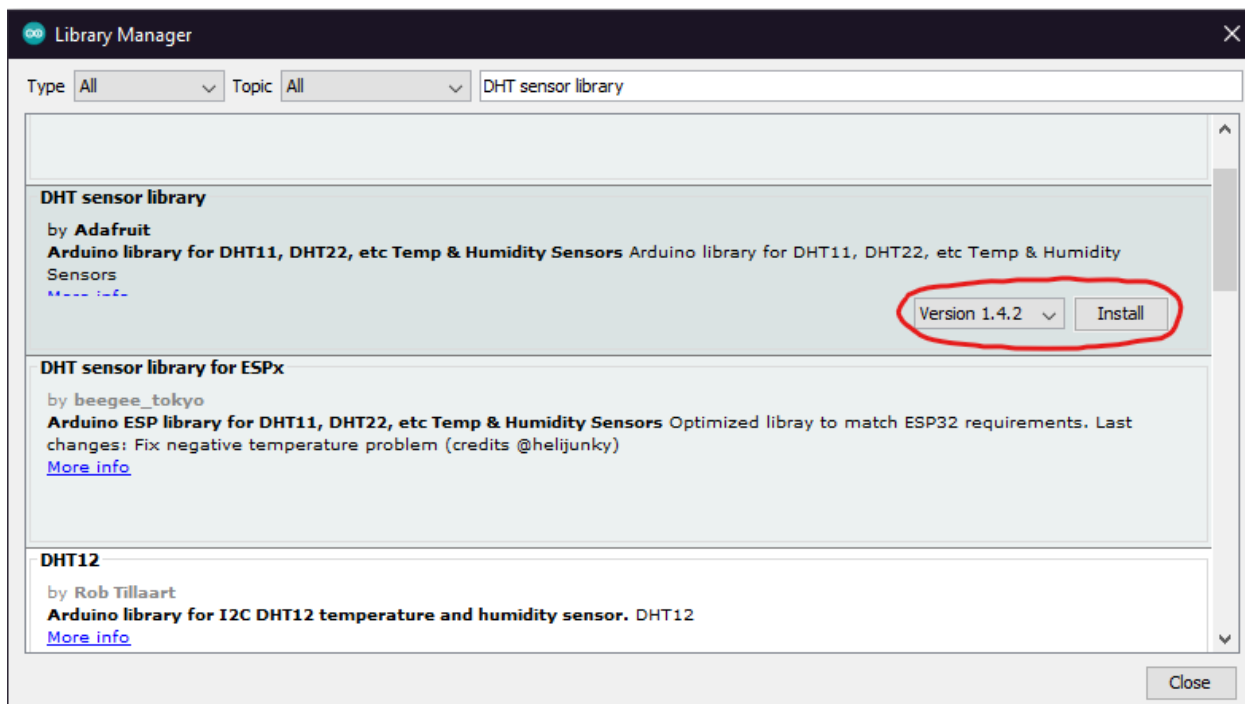 Library Manager
Type All Topic All DHT sensor library
DHT sensor library
by Adafruit
Arduino library for DHT11, DHT22, etc Temp & Humidity Sensors Arduino library for DHT11, DHT22, etc Temp & Humidity
Sensors
More info
Version 1.4.2 Install
DHT sensor library for ESPx
by beegee_tokyo
Arduino ESP library for DHT11, DHT22, etc Temp & Humidity Sensors Optimized libray to match ESP32 requirements. Last
changes: Fix negative temperature problem (credits @helijunky)
More info
DHT12
by Rob Tillaart
Arduino library for I2C DHT12 temperature and humidity sensor. DHT12
More info
Close